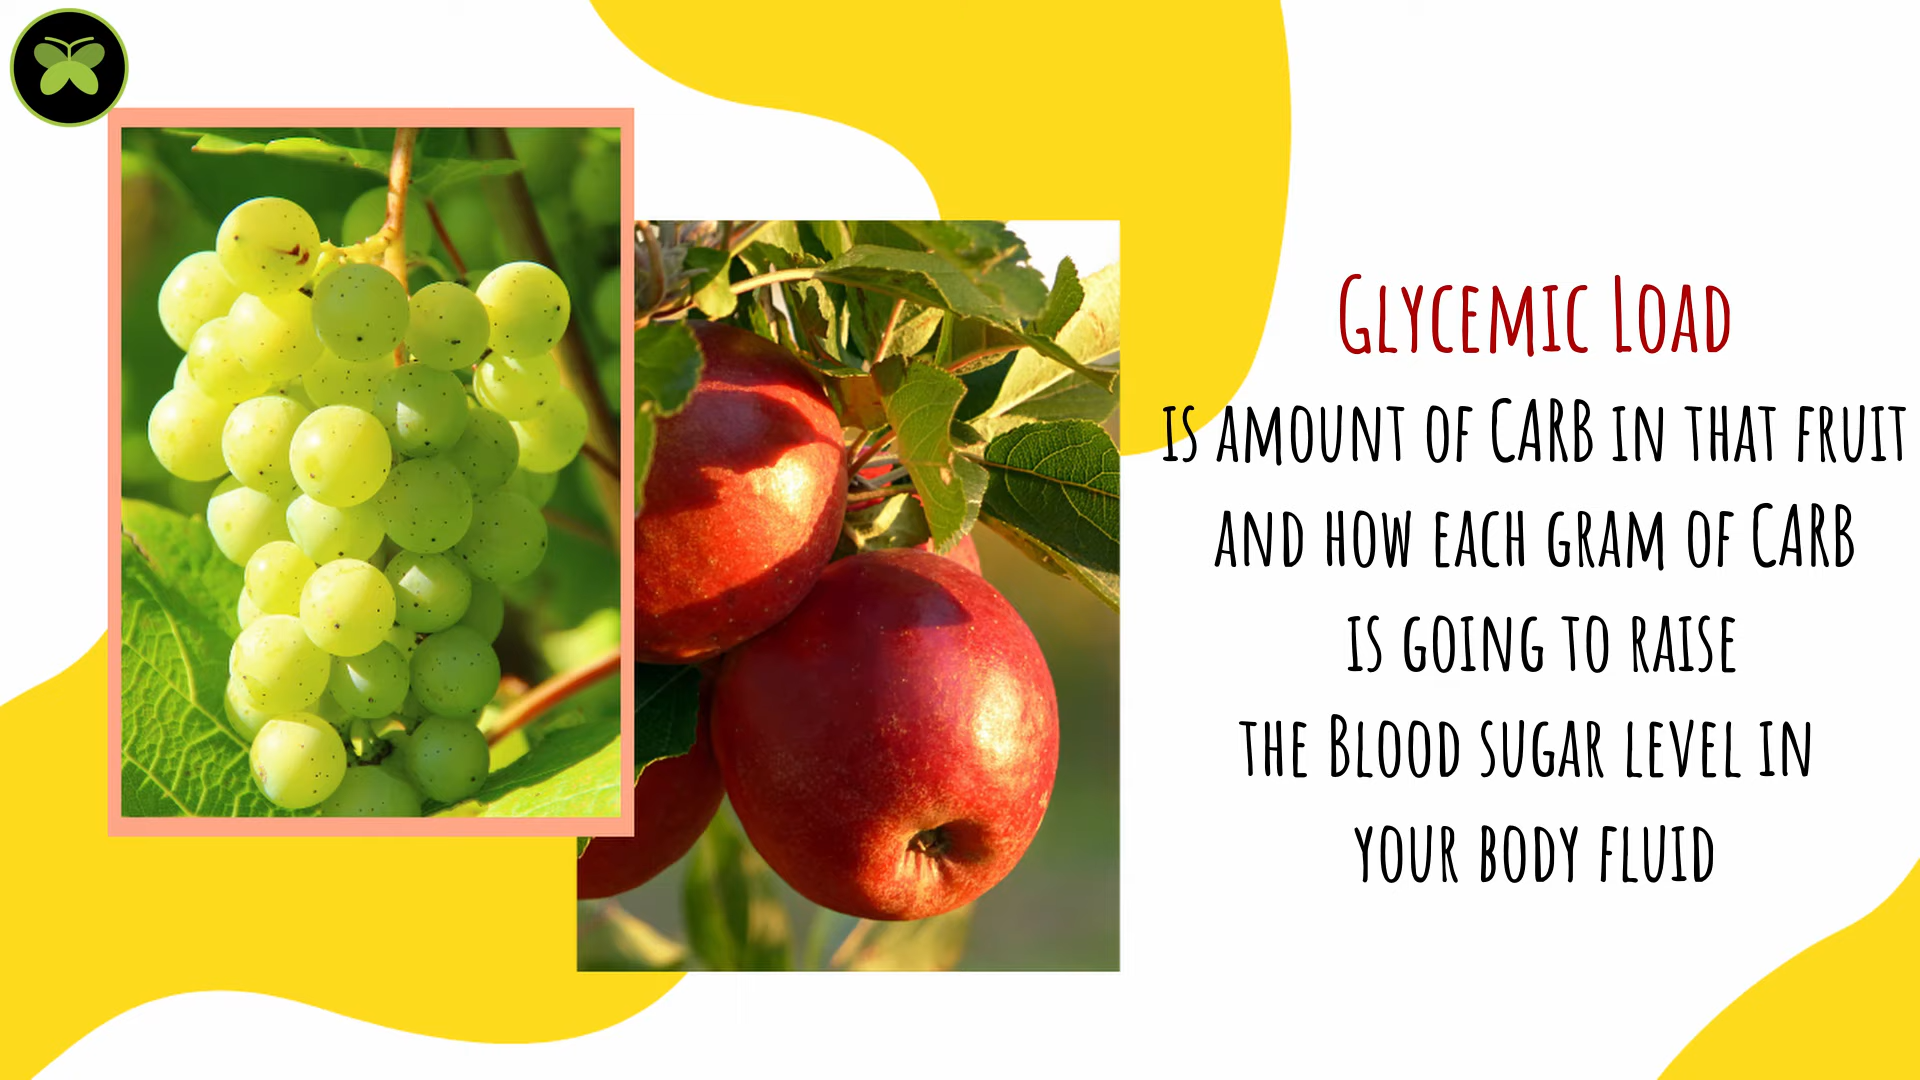 Glycemic Load
is amount of CARB in that fruit
and how each gram of CARB
is going to raise
the Blood sugar level in
your body fluid